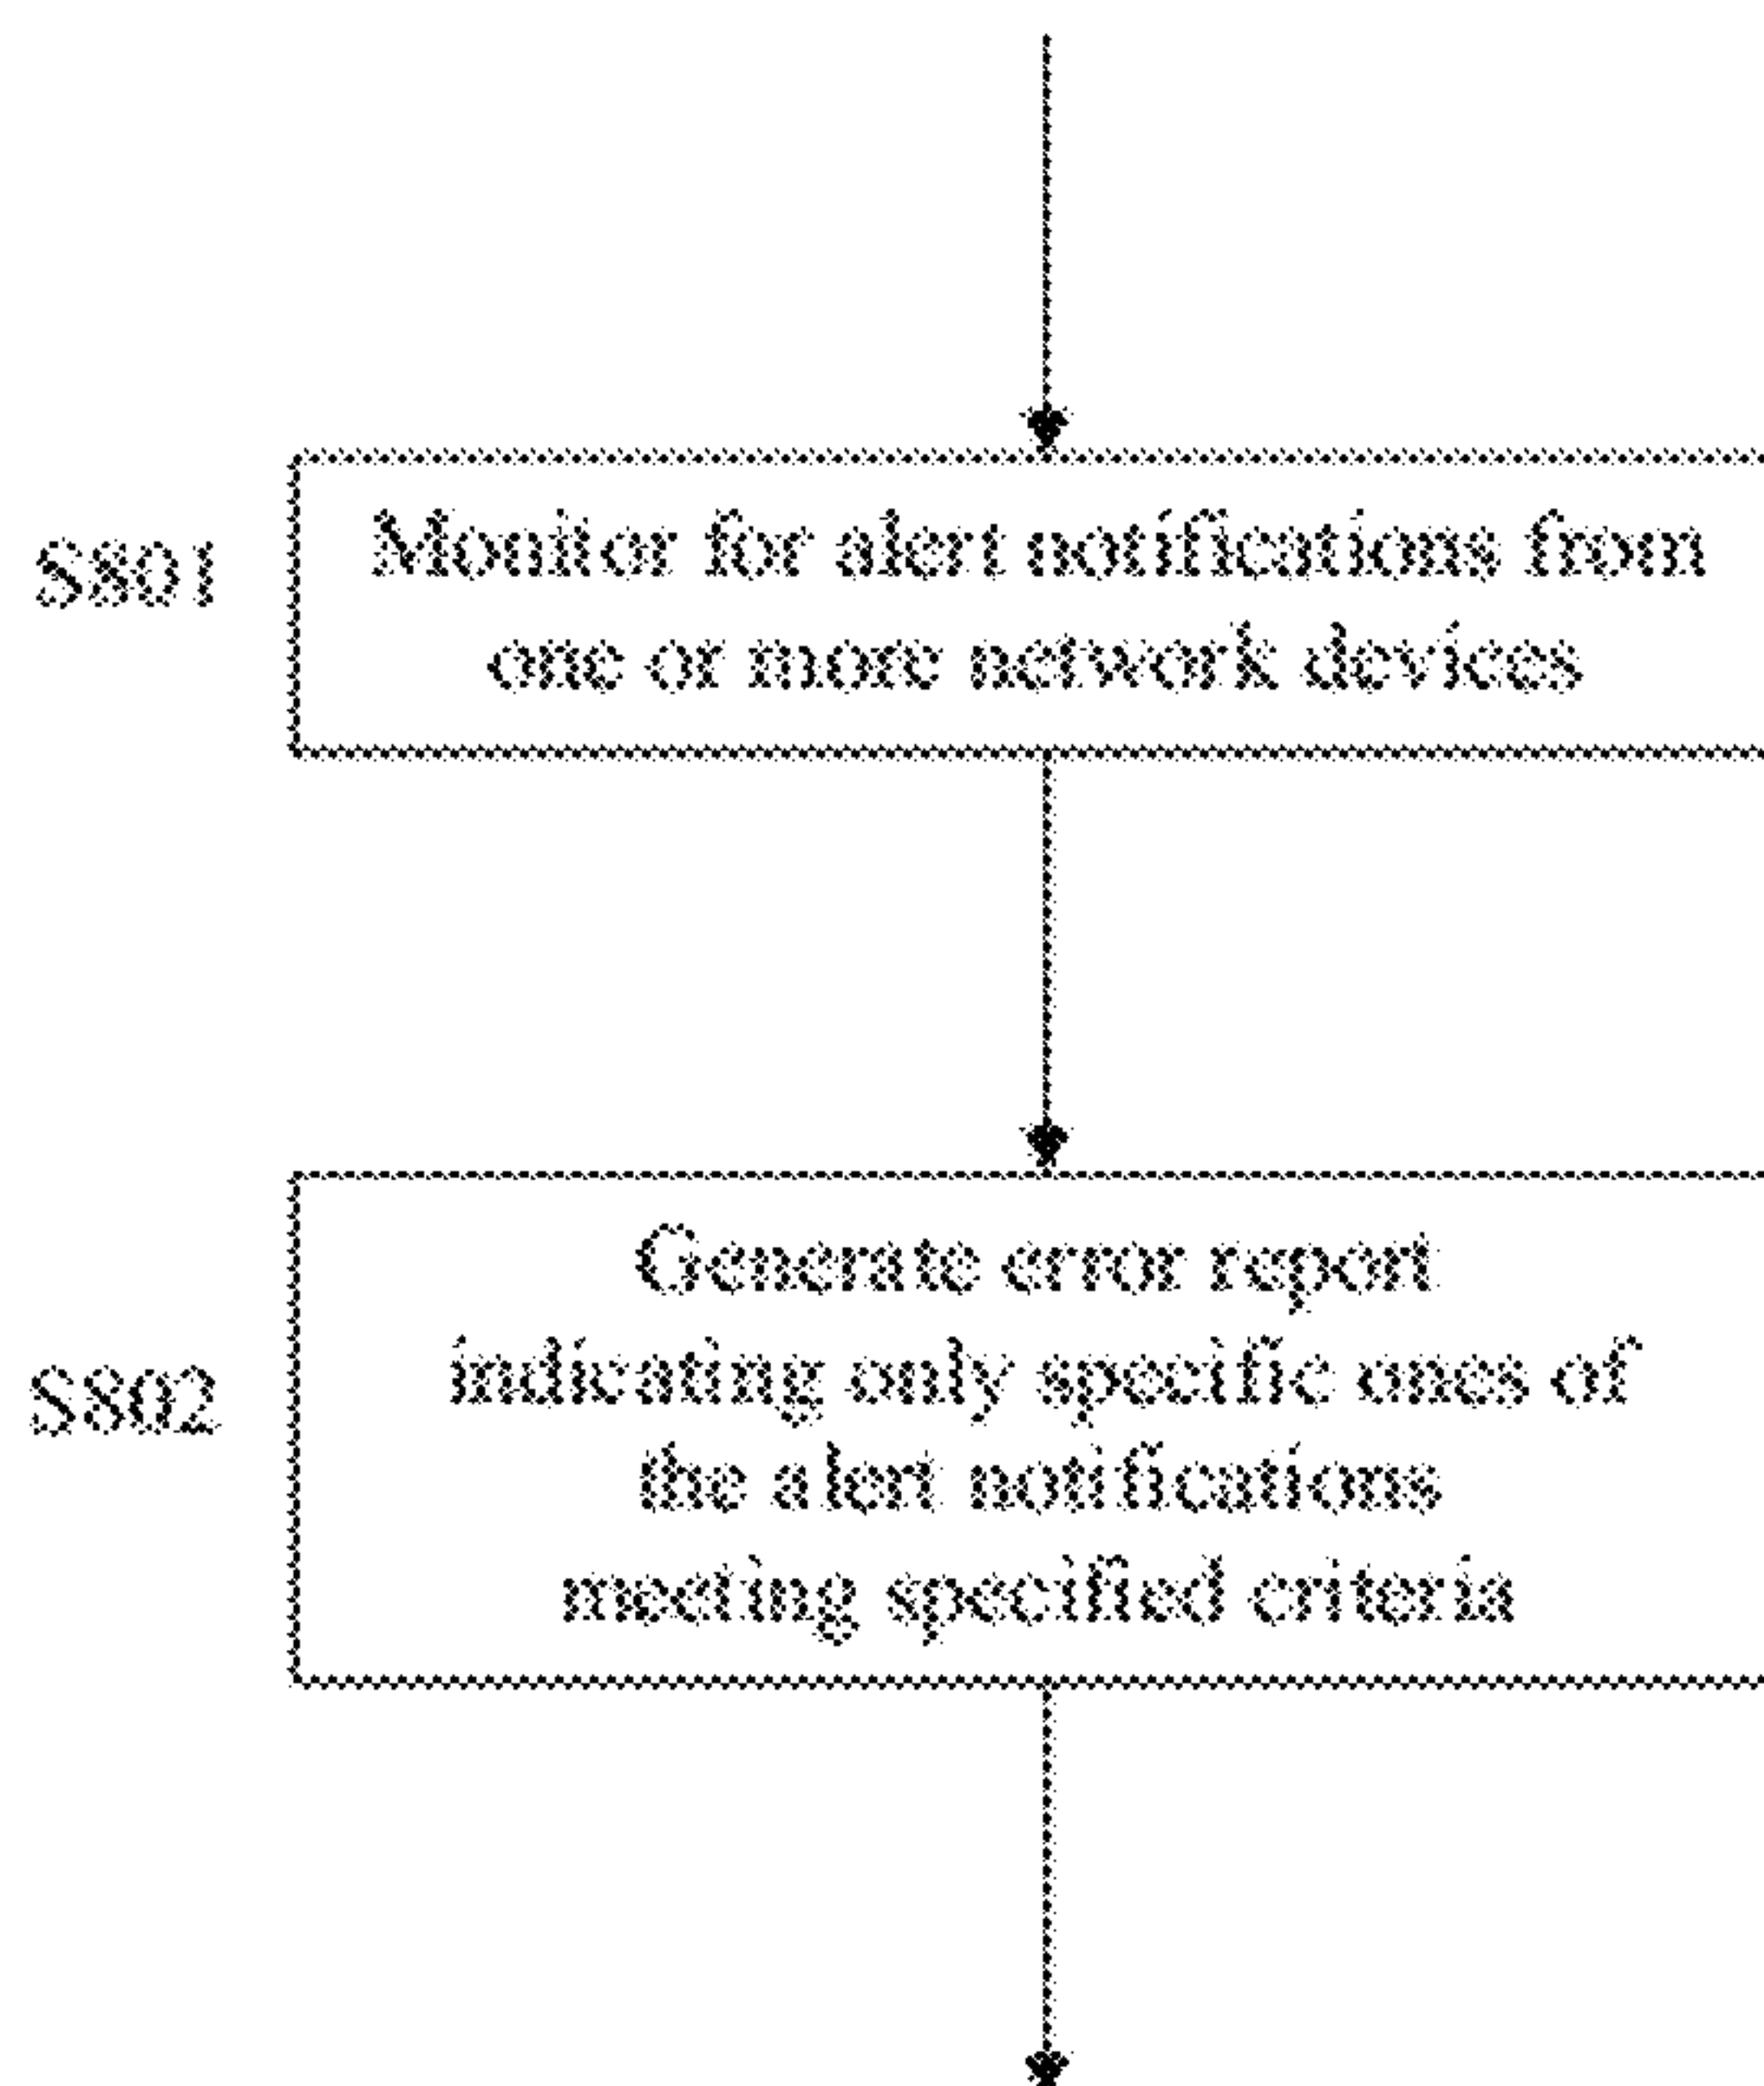 S801
Monitor for alert notifications from
one or more network devices
S802
Generate error report
indicating only specific ones of
the alert notifications
meeting specified criteria